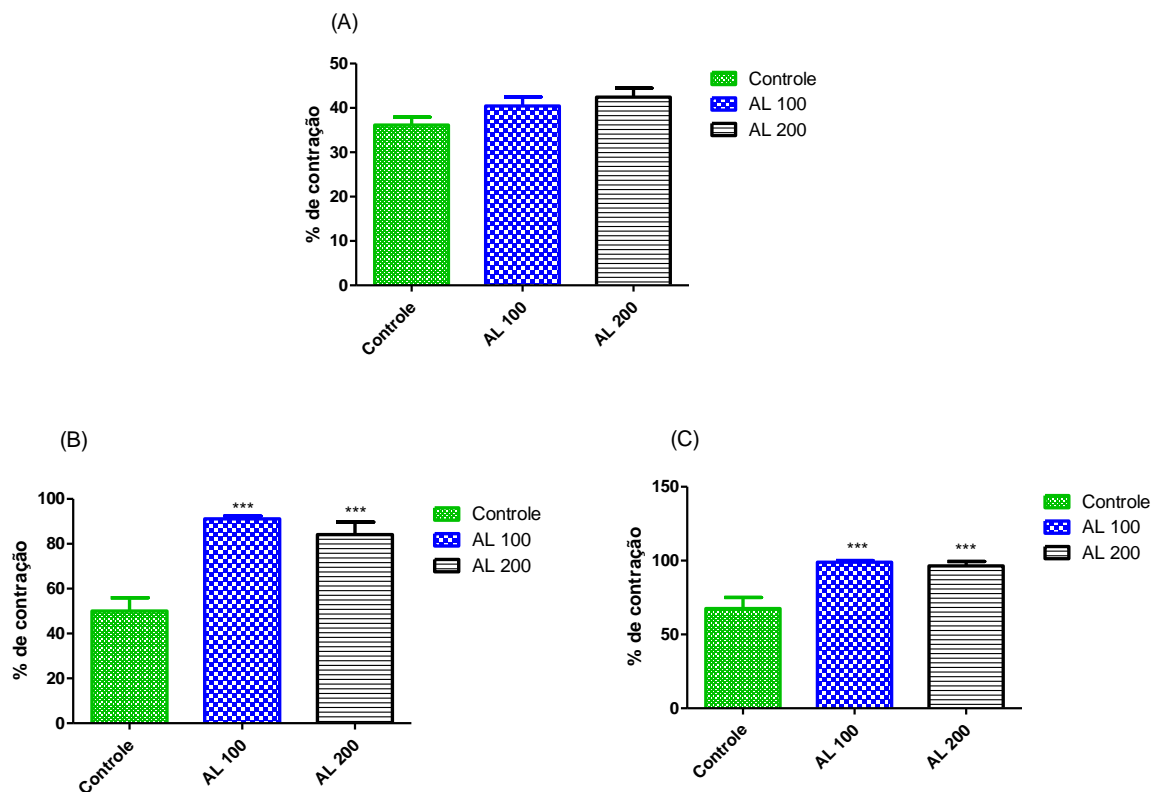 (A)
% de contração
50
40
30
20
10
0
Controle
AL 100
AL 200
Controle
AL 100
AL 200
(B)
% de contração
100
80
60
40
20
0
***
***
Controle
AL 100
AL 200
Controle
AL 100
AL 200
(C)
% de contração
150
100
50
0
***
***
Controle
AL 100
AL 200
Controle
AL 100
AL 200